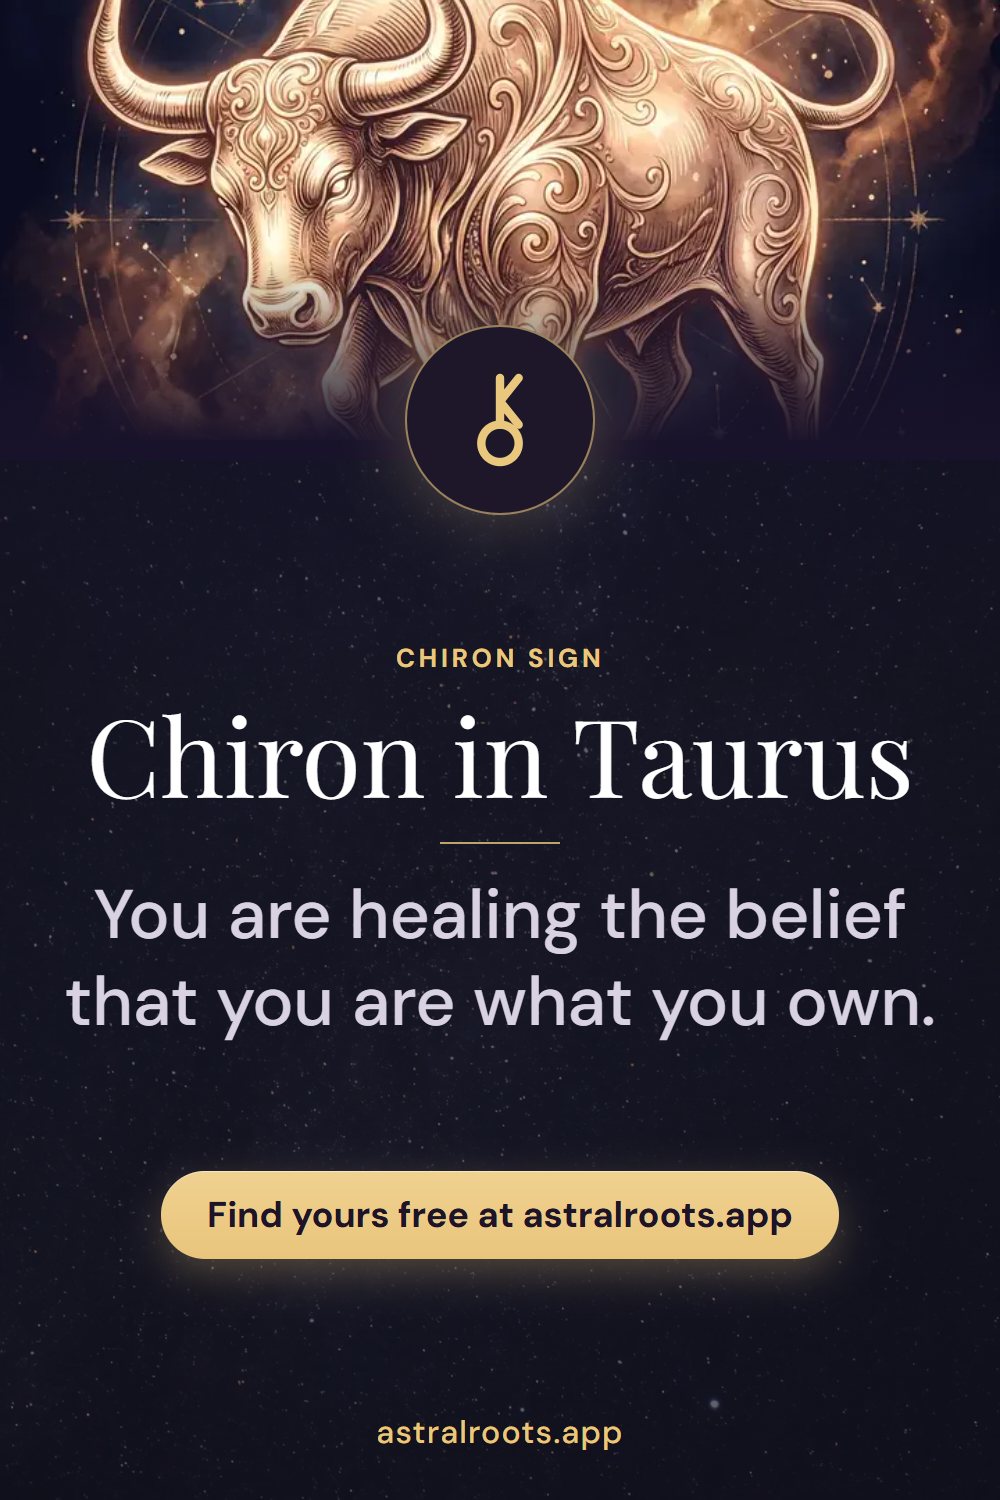 CHIRON SIGN
Chiron in Taurus
You are healing the belief
that you are what you own.
Find yours free at astralroots.app
astralroots.app